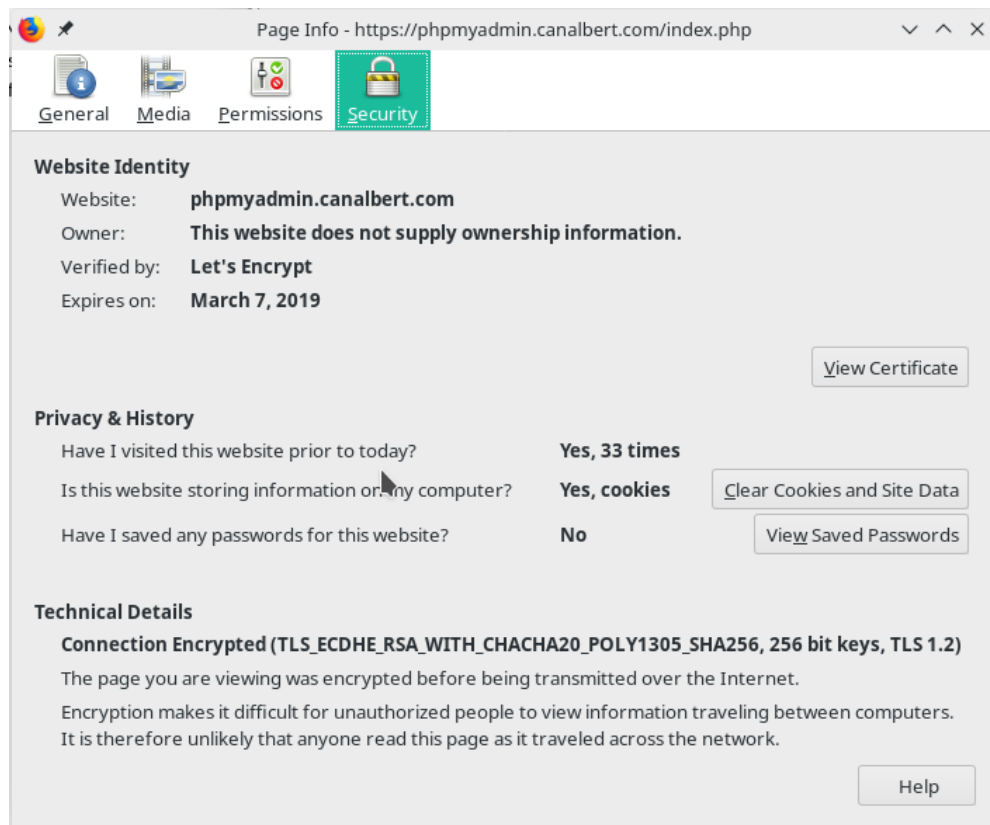 Page Info - https://phpmyadmin.canalbert.com/index.php
General Media Permissions Security
Website Identity
Website: phpmyadmin.canalbert.com
Owner: This website does not supply ownership information.
Verified by: Let's Encrypt
Expires on: March 7, 2019
View Certificate
Privacy & History
Have I visited this website prior to today? Yes, 33 times
Is this website storing information on my computer? Yes, cookies Clear Cookies and Site Data
Have I saved any passwords for this website? No View Saved Passwords
Technical Details
Connection Encrypted (TLS_ECDHE_RSA_WITH_CHACHA20_POLY1305_SHA256, 256 bit keys, TLS 1.2)
The page you are viewing was encrypted before being transmitted over the Internet.
Encryption makes it difficult for unauthorized people to view information traveling between computers.
It is therefore unlikely that anyone read this page as it traveled across the network.
Help